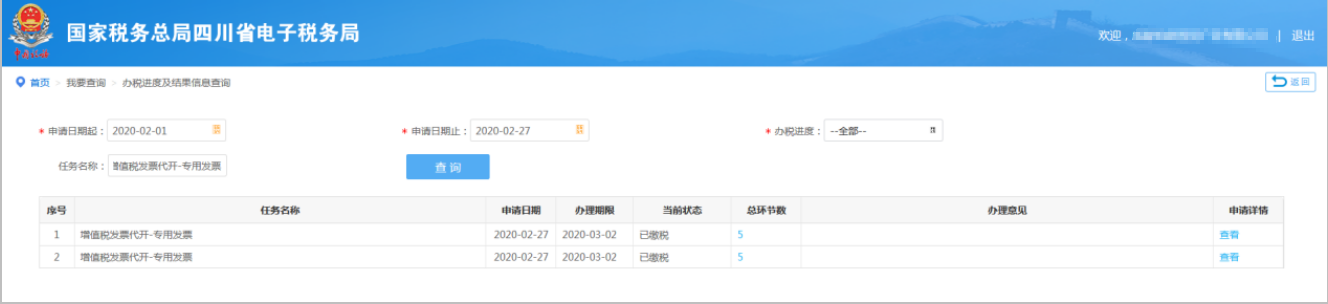 国家税务总局四川省电子税务局
中国税务
欢迎， | 退出
首页 > 我要查询 > 办税进度及结果信息查询 返回
* 申请日期起： 2020-02-01 * 申请日期止： 2020-02-27 * 办税进度： --全部--
任务名称： 增值税发票代开-专用发票 查询
序号 任务名称 申请日期 办理期限 当前状态 总环节数 办理意见 申请详情
1 增值税发票代开-专用发票 2020-02-27 2020-03-02 已缴税 5 查看
2 增值税发票代开-专用发票 2020-02-27 2020-03-02 已缴税 5 查看